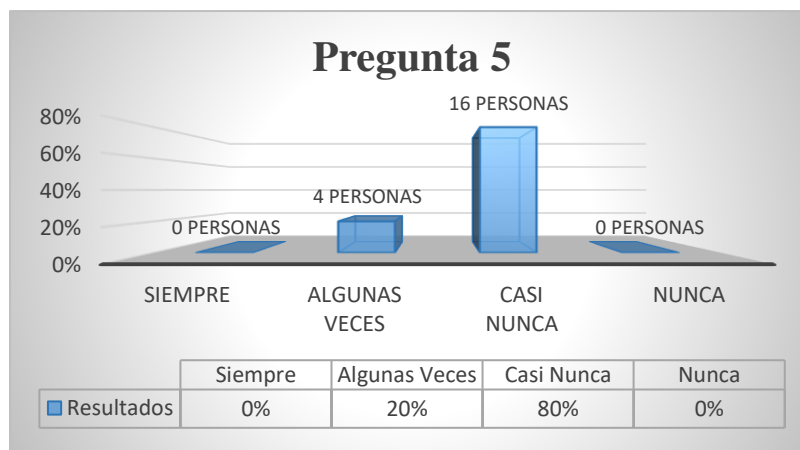 Pregunta 5
16 PERSONAS
80%
60%
40%
4 PERSONAS
20%
0 PERSONAS
0 PERSONAS
0%
SIEMPRE
ALGUNAS
VECES
CASI
NUNCA
NUNCA
Siempre Algunas Veces Casi Nunca Nunca
Resultados 0% 20% 80% 0%